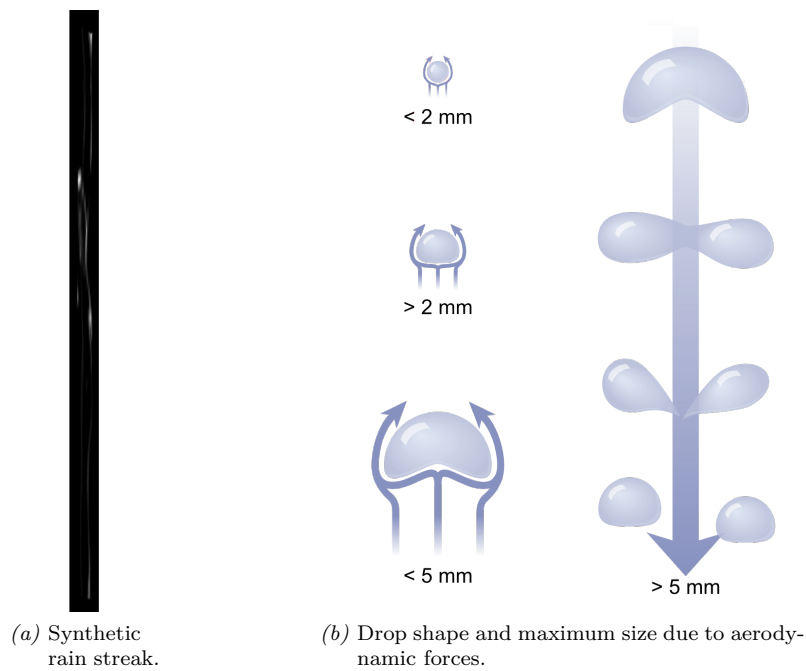 < 2 mm
> 2 mm
< 5 mm
> 5 mm
(a) Synthetic
rain streak.
(b) Drop shape and maximum size due to aerody-
namic forces.